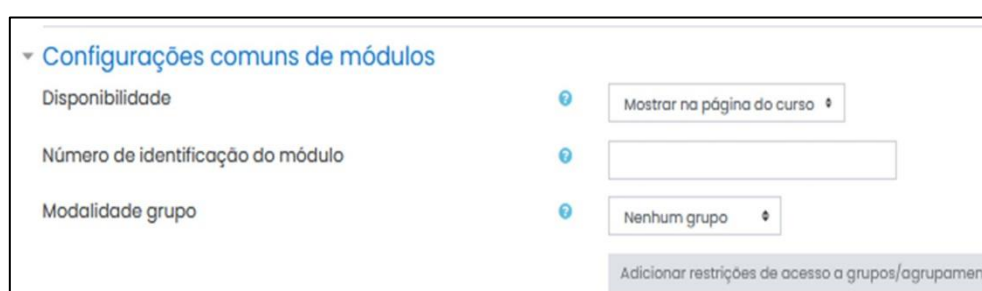 Configurações comuns de módulos
Disponibilidade
Mostrar na página do curso
Número de identificação do módulo
Modalidade grupo
Nenhum grupo
Adicionar restrições de acesso a grupos/agrupamen